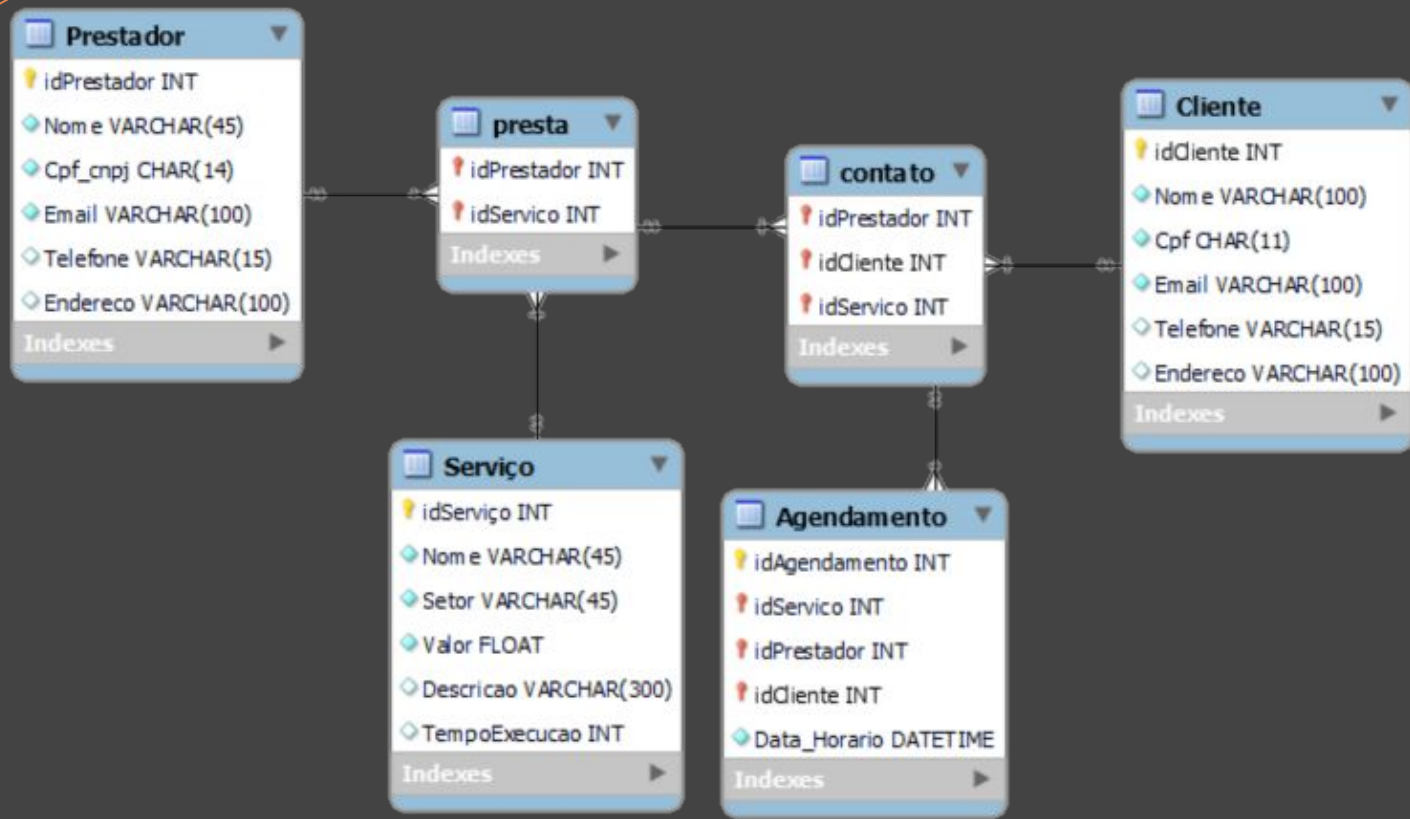 Prestador
idPrestador INT
Nome VARCHAR(45)
Cpf_cnpj CHAR(14)
Email VARCHAR(100)
Telefone VARCHAR(15)
Endereco VARCHAR(100)
Indexes
presta
idPrestador INT
idServico INT
Indexes
contato
idPrestador INT
idCliente INT
idServico INT
Indexes
Cliente
idCliente INT
Nome VARCHAR(100)
Cpf CHAR(11)
Email VARCHAR(100)
Telefone VARCHAR(15)
Endereco VARCHAR(100)
Indexes
Serviço
idServiço INT
Nome VARCHAR(45)
Setor VARCHAR(45)
Valor FLOAT
Descricao VARCHAR(300)
TempoExecucao INT
Indexes
Agendamento
idAgendamento INT
idServico INT
idPrestador INT
idCliente INT
Data_Horario DATETIME
Indexes